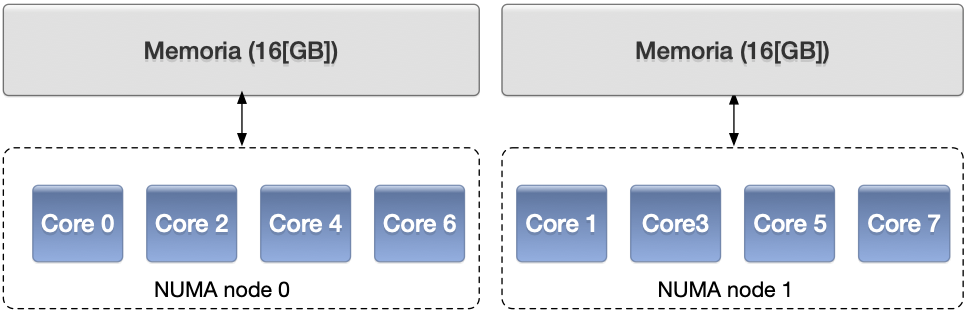 Memoria (16[GB])
Memoria (16[GB])
Core 0
Core 2
Core 4
Core 6
NUMA node 0
Core 1
Core3
Core 5
Core 7
NUMA node 1